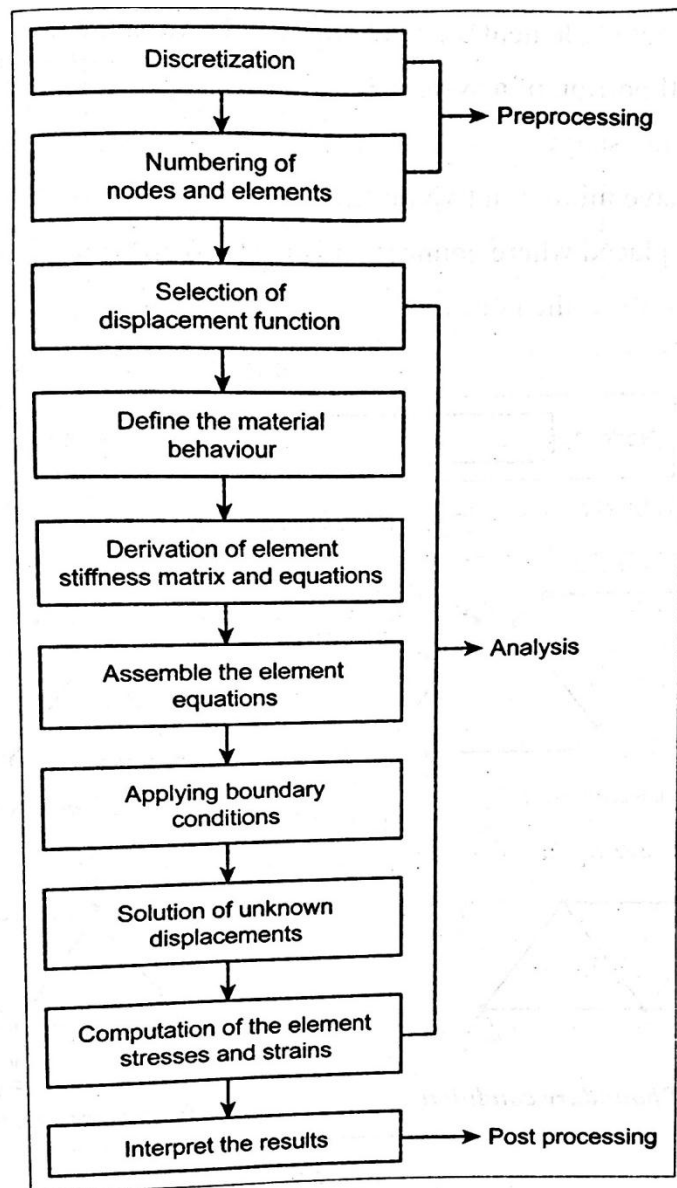 Discretization
Preprocessing
Numbering of
nodes and elements
Selection of
displacement function
Define the material
behaviour
Derivation of element
stiffness matrix and equations
Analysis
Assemble the element
equations
Applying boundary
conditions
Solution of unknown
displacements
Computation of the element
stresses and strains
Interpret the results
Post processing